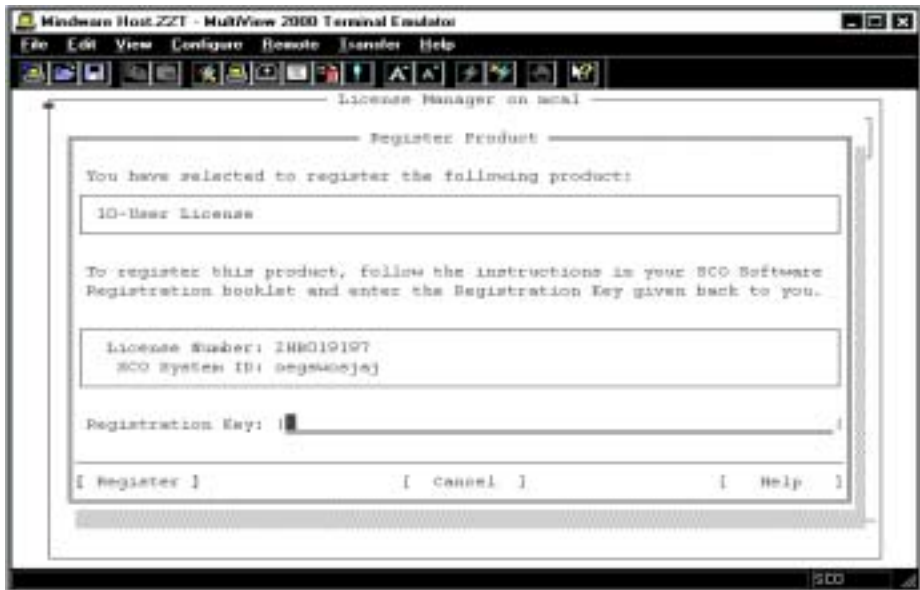 Mindware Host.ZZT - MultiView 2000 Terminal Emulator
File Edit View Configure Remote Transfer Help
License Manager on mcal
Register Product
You have selected to register the following product:
10-User License
To register this product, follow the instructions in your SCO Software
Registration booklet and enter the Registration Key given back to you.
License Number: 2HB019197
SCO System ID:
Registration Key:
[ Register ] [ Cancel ] [ Help ]
SCO